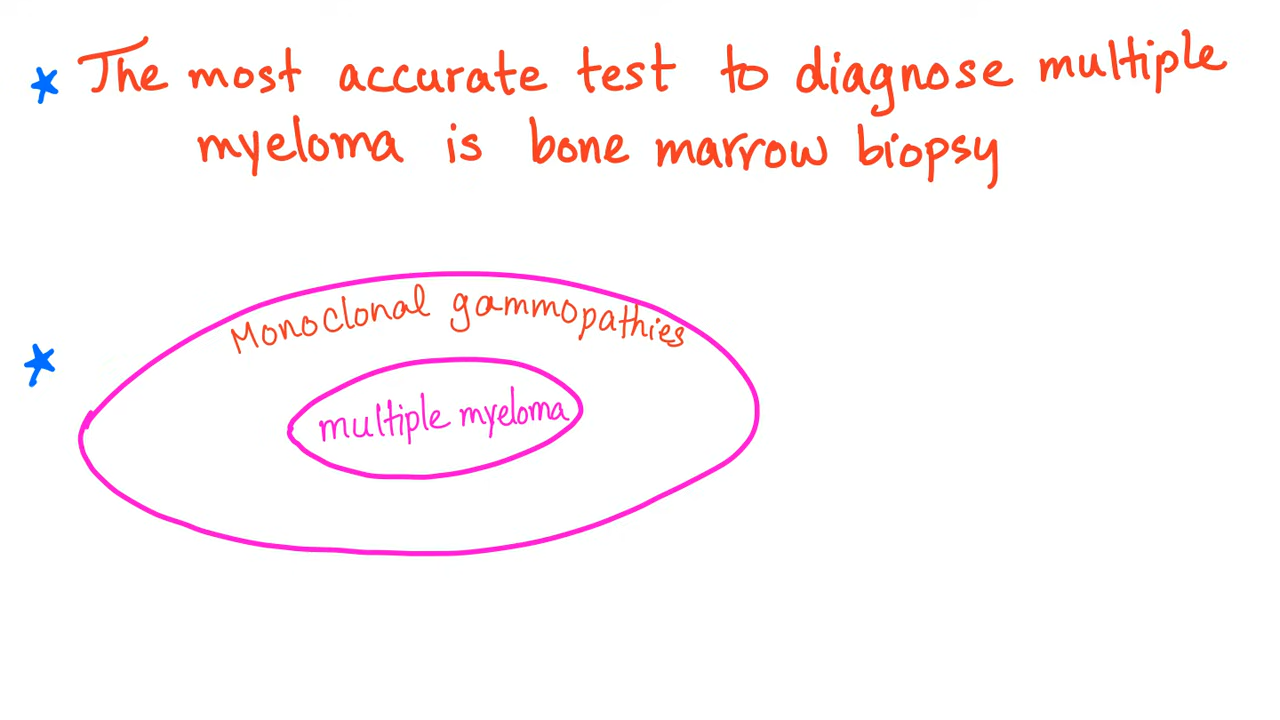 The most accurate test to diagnose multiple
myeloma is bone marrow biopsy
Monoclonal gammopathies
multiple myeloma